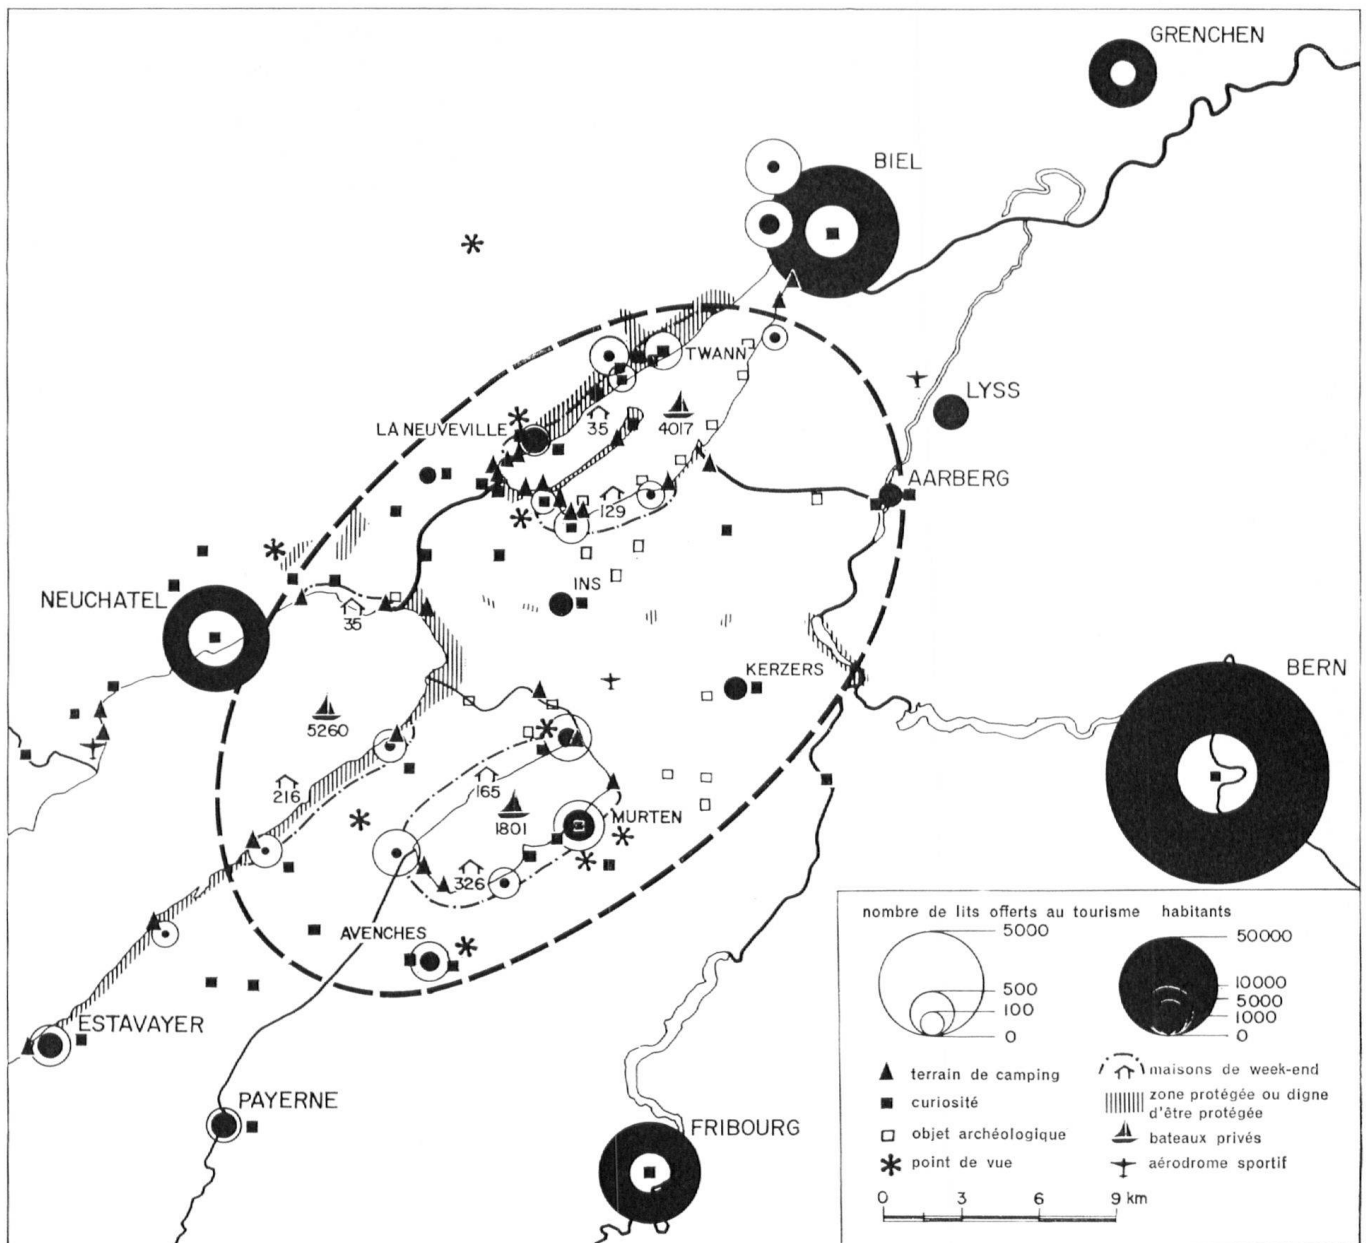 GRENCHEN
BIEL
TWANN
LYSS
LA NEUVEVILLE
35
4017
AARBERG
129
INS
NEUCHATEL
35
KERZERS
BERN
5260
216
165
1801
MURTEN
326
AVENCHES
ESTAVAYER
PAYERNE
FRIBOURG
nombre de lits offerts au tourisme
5000
500
100
0
habitants
50000
10000
5000
1000
0
terrain de camping
curiosité
objet archéologique
point de vue
maisons de week-end
zone protégée ou digne
d'être protégée
bateaux privés
aérodrome sportif
0 3 6 9 km